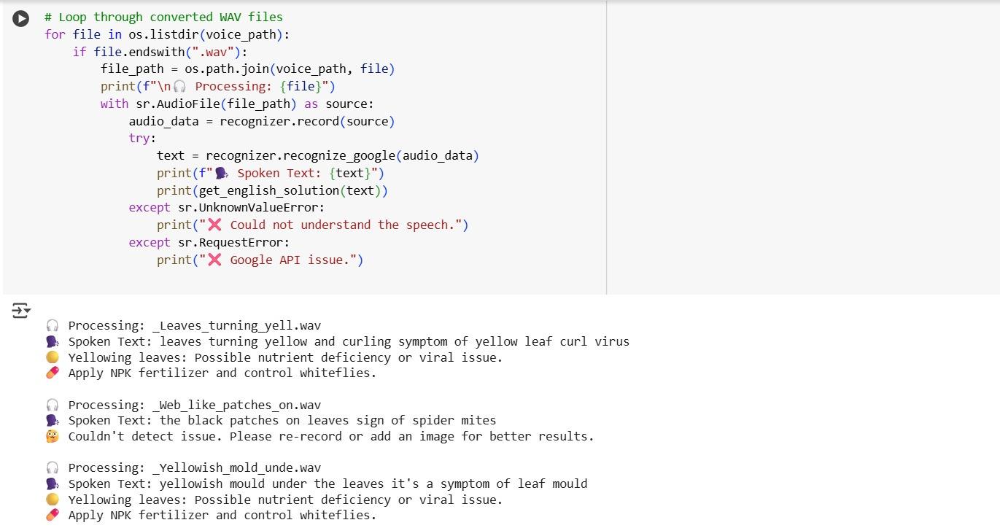 # Loop through converted WAV files
for file in os.listdir(voice_path):
    if file.endswith(".wav"):
        file_path = os.path.join(voice_path, file)
        print(f"\n🎧 Processing: {file}")
        with sr.AudioFile(file_path) as source:
            audio_data = recognizer.record(source)
            try:
                text = recognizer.recognize_google(audio_data)
                print(f"🗣️ Spoken Text: {text}")
                print(get_english_solution(text))
            except sr.UnknownValueError:
                print("❌ Could not understand the speech.")
            except sr.RequestError:
                print("❌ Google API issue.")
🎧 Processing: _Leaves_turning_yell.wav
🗣️ Spoken Text: leaves turning yellow and curling symptom of yellow leaf curl virus
🟡 Yellowing leaves: Possible nutrient deficiency or viral issue.
💊 Apply NPK fertilizer and control whiteflies.
🎧 Processing: _Web_like_patches_on.wav
🗣️ Spoken Text: the black patches on leaves sign of spider mites
🤔 Couldn't detect issue. Please re-record or add an image for better results.
🎧 Processing: _Yellowish_mold_unde.wav
🗣️ Spoken Text: yellowish mould under the leaves it's a symptom of leaf mould
🟡 Yellowing leaves: Possible nutrient deficiency or viral issue.
💊 Apply NPK fertilizer and control whiteflies.